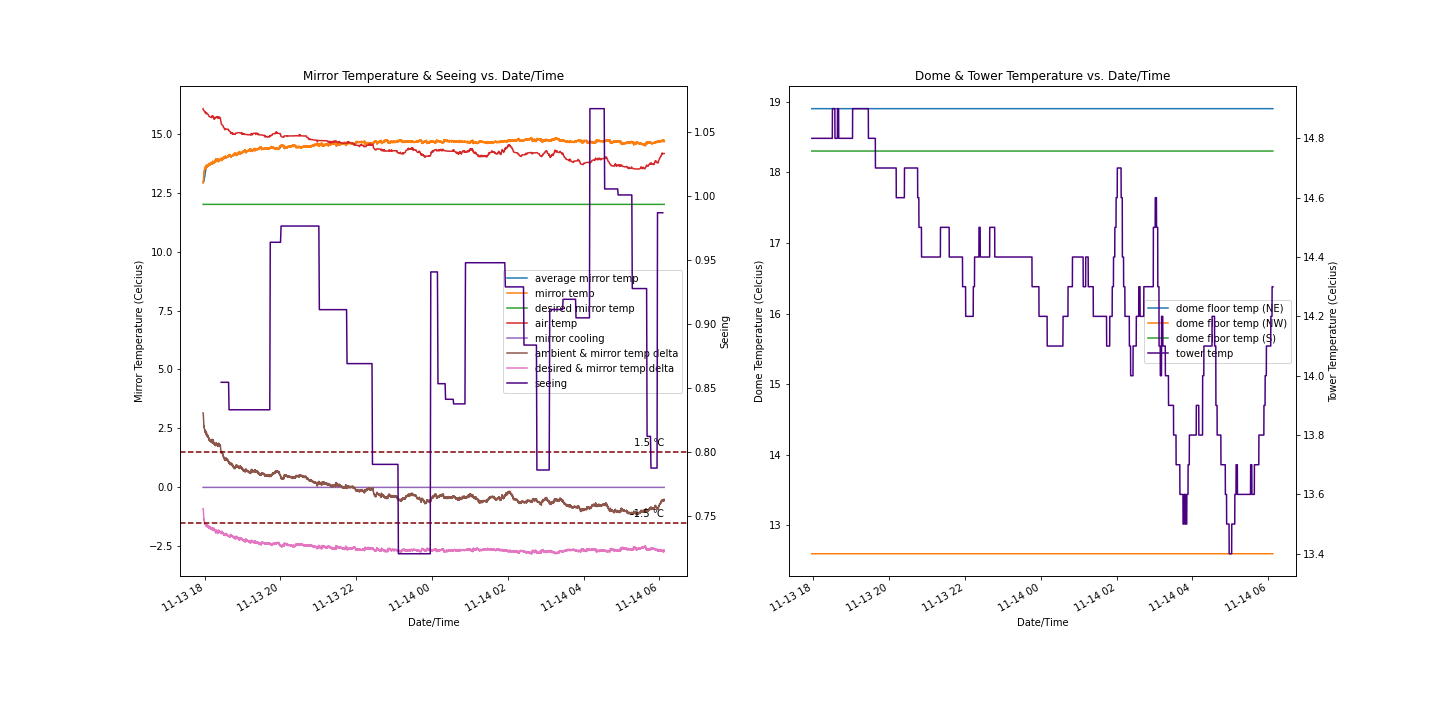 Mirror Temperature & Seeing vs. Date/Time
Mirror Temperature (Celcius)
15.0
12.5
10.0
7.5
5.0
2.5
0.0
−2.5
1.05
1.00
0.95
0.90
0.85
0.80
0.75
Seeing
average mirror temp
mirror temp
desired mirror temp
air temp
mirror cooling
ambient & mirror temp delta
desired & mirror temp delta
seeing
1.5 °C
-1.5 °C
11-13 18
11-13 20
11-13 22
11-14 00
11-14 02
11-14 04
11-14 06
Date/Time
Dome & Tower Temperature vs. Date/Time
Dome Temperature (Celcius)
19
18
17
16
15
14
13
14.8
14.6
14.4
14.2
14.0
13.8
13.6
13.4
Tower Temperature (Celcius)
dome floor temp (NE)
dome floor temp (NW)
dome floor temp (S)
tower temp
11-13 18
11-13 20
11-13 22
11-14 00
11-14 02
11-14 04
11-14 06
Date/Time